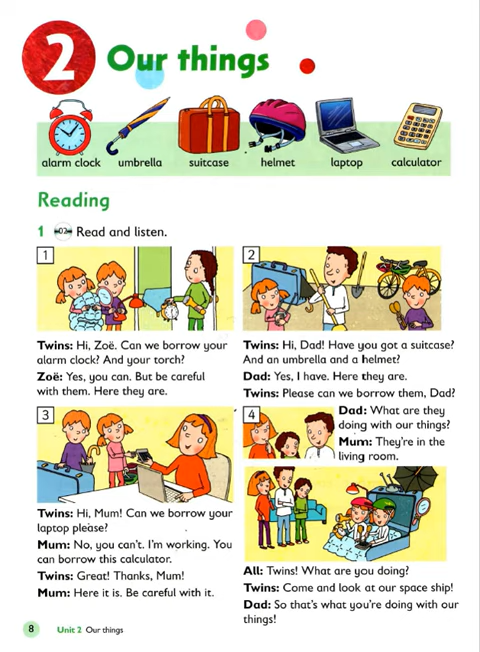 2 Our things
alarm clock umbrella suitcase helmet laptop calculator
Reading
1 02 Read and listen.
1
Twins: Hi, Zoë. Can we borrow your
alarm clock? And your torch?
Zoë: Yes, you can. But be careful
with them. Here they are.
2
Twins: Hi, Dad! Have you got a suitcase?
And an umbrella and a helmet?
Dad: Yes, I have. Here they are.
Twins: Please can we borrow them, Dad?
3
Twins: Hi, Mum! Can we borrow your
laptop please?
Mum: No, you can't. I'm working. You
can borrow this calculator.
Twins: Great! Thanks, Mum!
Mum: Here it is. Be careful with it.
4
Dad: What are they
doing with our things?
Mum: They're in the
living room.
All: Twins! What are you doing?
Twins: Come and look at our space ship!
Dad: So that's what you're doing with our
things!
8 Unit 2 Our things